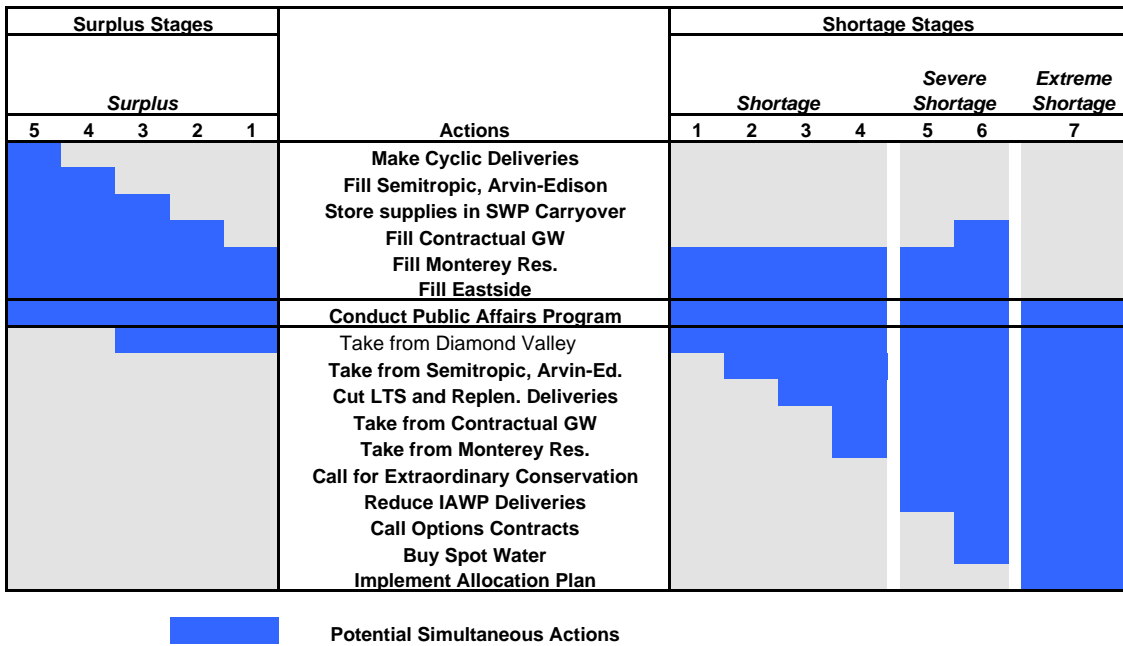 Surplus Stages
Shortage Stages
Severe Extreme
Surplus Shortage Shortage Shortage
5 4 3 2 1 Actions 1 2 3 4 5 6 7
Make Cyclic Deliveries
Fill Semitropic, Arvin-Edison
Store supplies in SWP Carryover
Fill Contractual GW
Fill Monterey Res.
Fill Eastside
Conduct Public Affairs Program
Take from Diamond Valley
Take from Semitropic, Arvin-Ed.
Cut LTS and Replen. Deliveries
Take from Contractual GW
Take from Monterey Res.
Call for Extraordinary Conservation
Reduce IAWP Deliveries
Call Options Contracts
Buy Spot Water
Implement Allocation Plan
Potential Simultaneous Actions